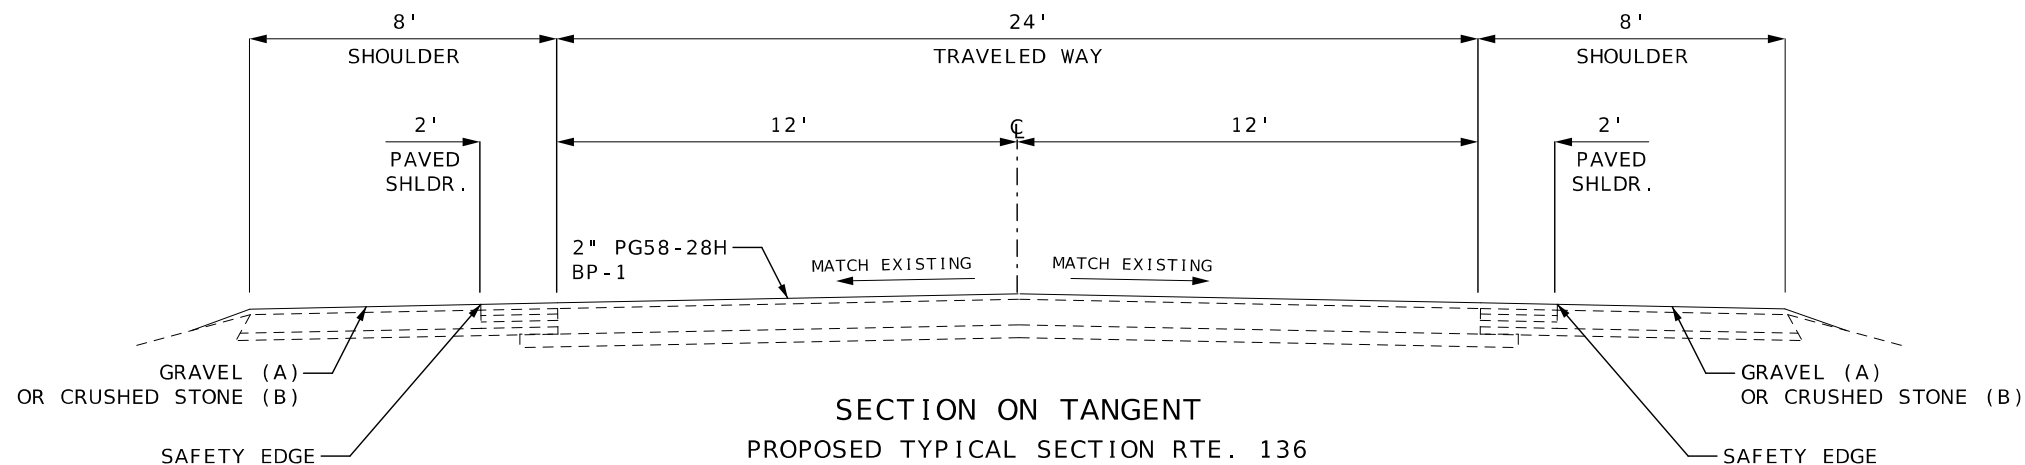 8' 24' 8'
SHOULDER TRAVELED WAY SHOULDER
2' 12' ℄ 12' 2'
PAVED
SHLDR.
PAVED
SHLDR.
2" PG58-28H
BP-1
MATCH EXISTING MATCH EXISTING
GRAVEL (A)
OR CRUSHED STONE (B)
GRAVEL (A)
OR CRUSHED STONE (B)
SECTION ON TANGENT
PROPOSED TYPICAL SECTION RTE. 136
SAFETY EDGE
SAFETY EDGE